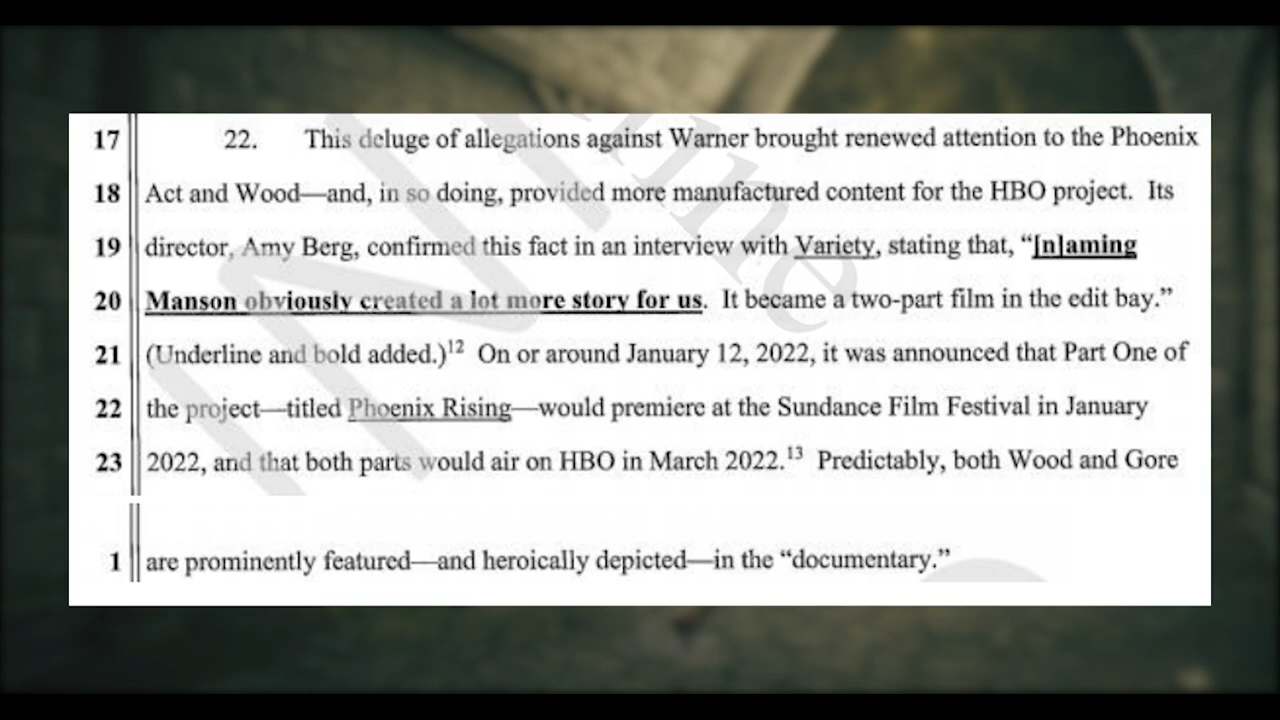 17 22. This deluge of allegations against Warner brought renewed attention to the Phoenix
18 Act and Wood—and, in so doing, provided more manufactured content for the HBO project. Its
19 director, Amy Berg, confirmed this fact in an interview with Variety, stating that, “[n]aming
20 Manson obviously created a lot more story for us. It became a two-part film in the edit bay.”
21 (Underline and bold added.)12 On or around January 12, 2022, it was announced that Part One of
22 the project—titled Phoenix Rising—would premiere at the Sundance Film Festival in January
23 2022, and that both parts would air on HBO in March 2022.13 Predictably, both Wood and Gore
1 are prominently featured—and heroically depicted—in the “documentary.”